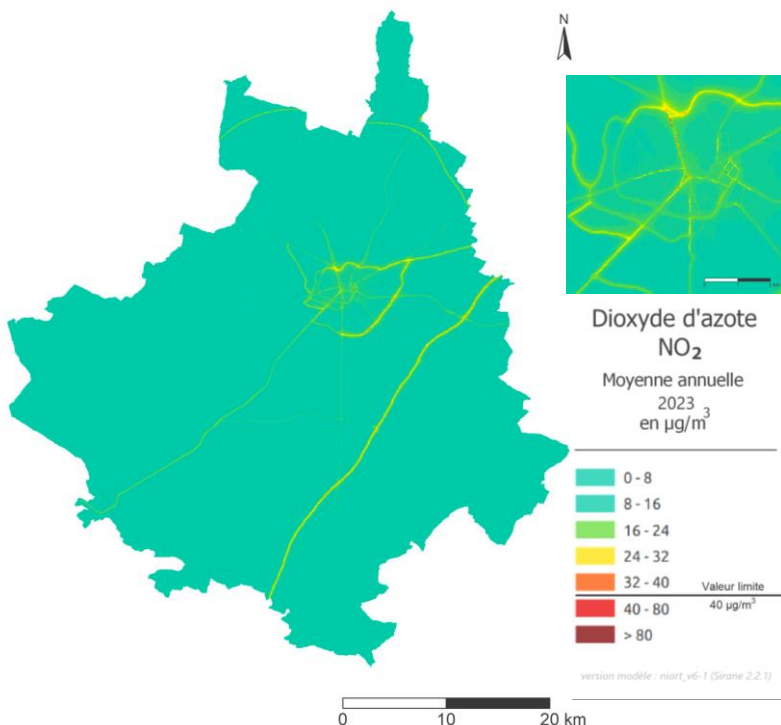 N
Dioxyde d'azote
NO₂
Moyenne annuelle
2023
en µg/m³
0 - 8
8 - 16
16 - 24
24 - 32
32 - 40
Valeur limite
40 µg/m³
40 - 80
> 80
version modèle : niort_v6-1 (Sirane 2.2.1)
0 10 20 km